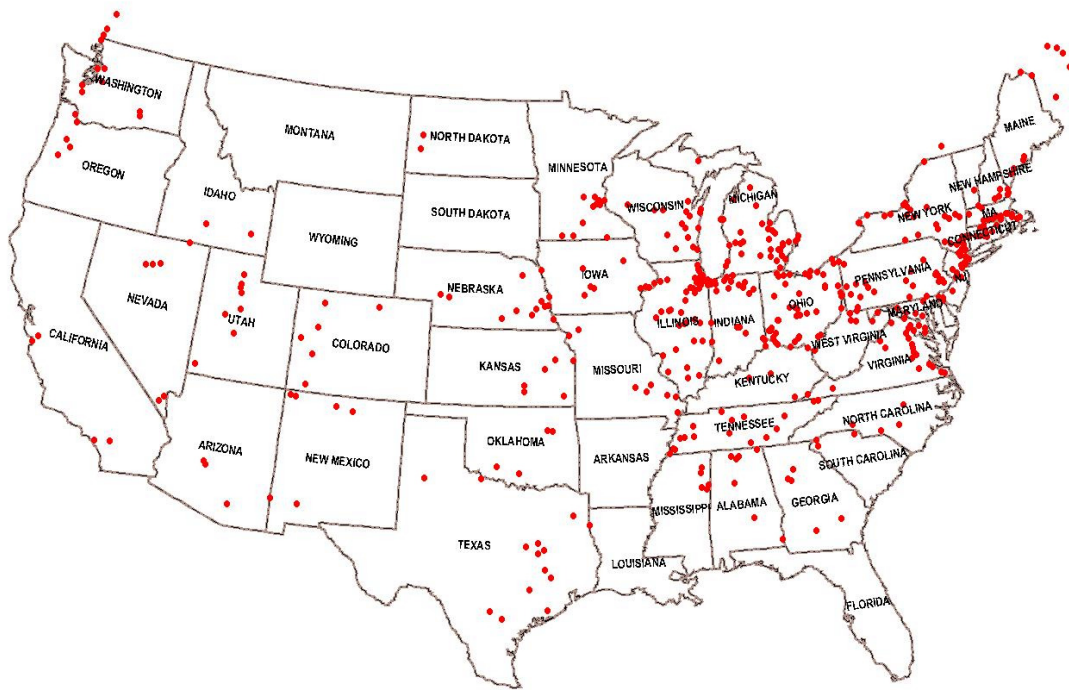 WASHINGTON
MONTANA
NORTH DAKOTA
MINNESOTA
MAINE
OREGON
IDAHO
SOUTH DAKOTA
WISCONSIN
MICHIGAN
NEW HAMPSHIRE
NEW YORK
MA
CONNECTICUT
WYOMING
IOWA
NEBRASKA
PENNSYLVANIA
NJ
NEVADA
UTAH
COLORADO
ILLINOIS
INDIANA
OHIO
MARYLAND
WEST VIRGINIA
VIRGINIA
CALIFORNIA
KANSAS
MISSOURI
KENTUCKY
NORTH CAROLINA
TENNESSEE
ARIZONA
NEW MEXICO
OKLAHOMA
ARKANSAS
SOUTH CAROLINA
MISSISSIPPI
ALABAMA
GEORGIA
TEXAS
LOUISIANA
FLORIDA